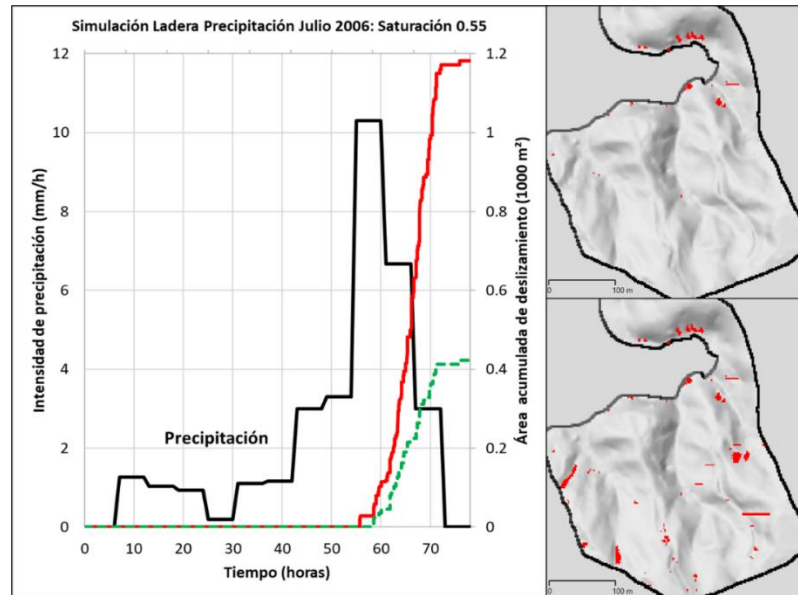 Simulación Ladera Precipitación Julio 2006: Saturación 0.55
Intensidad de precipitación (mm/h)
12
10
8
6
4
2
0
Precipitación
0 10 20 30 40 50 60 70
Tiempo (horas)
1.2
1
0.8
0.6
0.4
0.2
0
Área acumulada de deslizamiento (1000 m²)
0 100 m
0 100 m